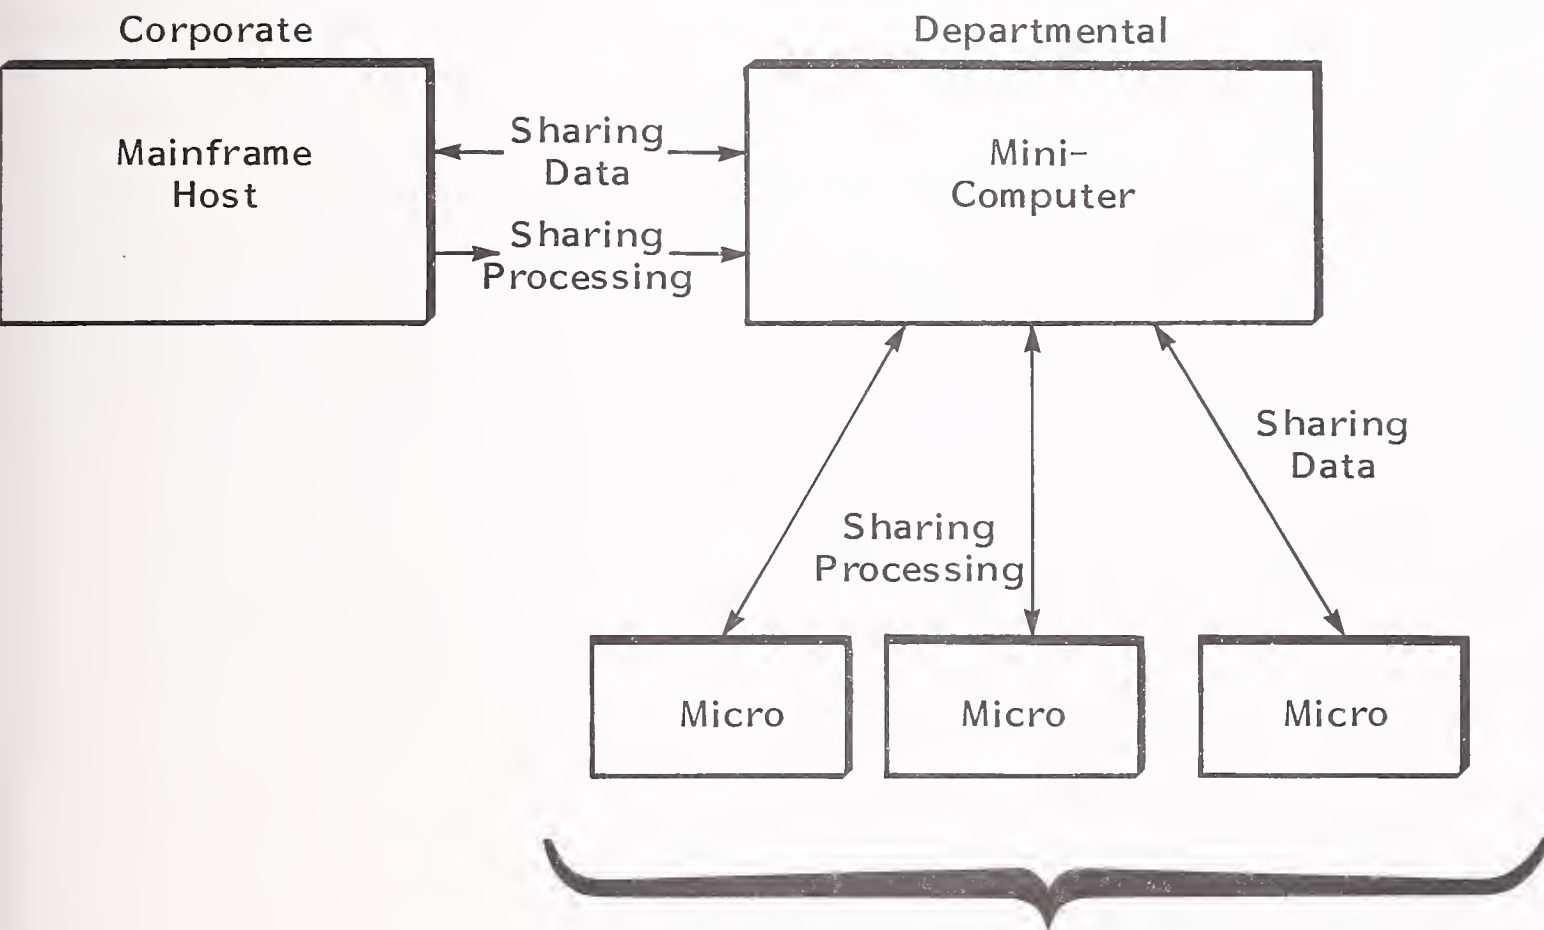 Corporate
Departmental
Mainframe
Host
Sharing
Data
Sharing
Processing
Mini-
Computer
Sharing
Data
Sharing
Processing
Micro
Micro
Micro